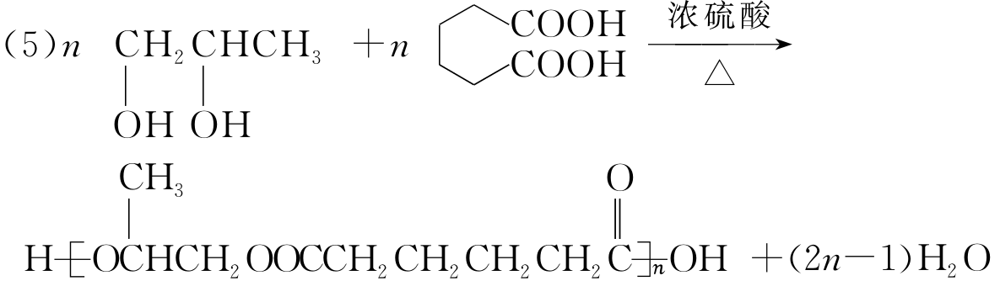 浓硫酸
(5)n CH₂CHCH₃ +n COOH
COOH
△
OH OH
CH₃ O
H[OCHCH₂OOCCH₂CH₂CH₂CH₂C]ₙOH +(2n−1)H₂O